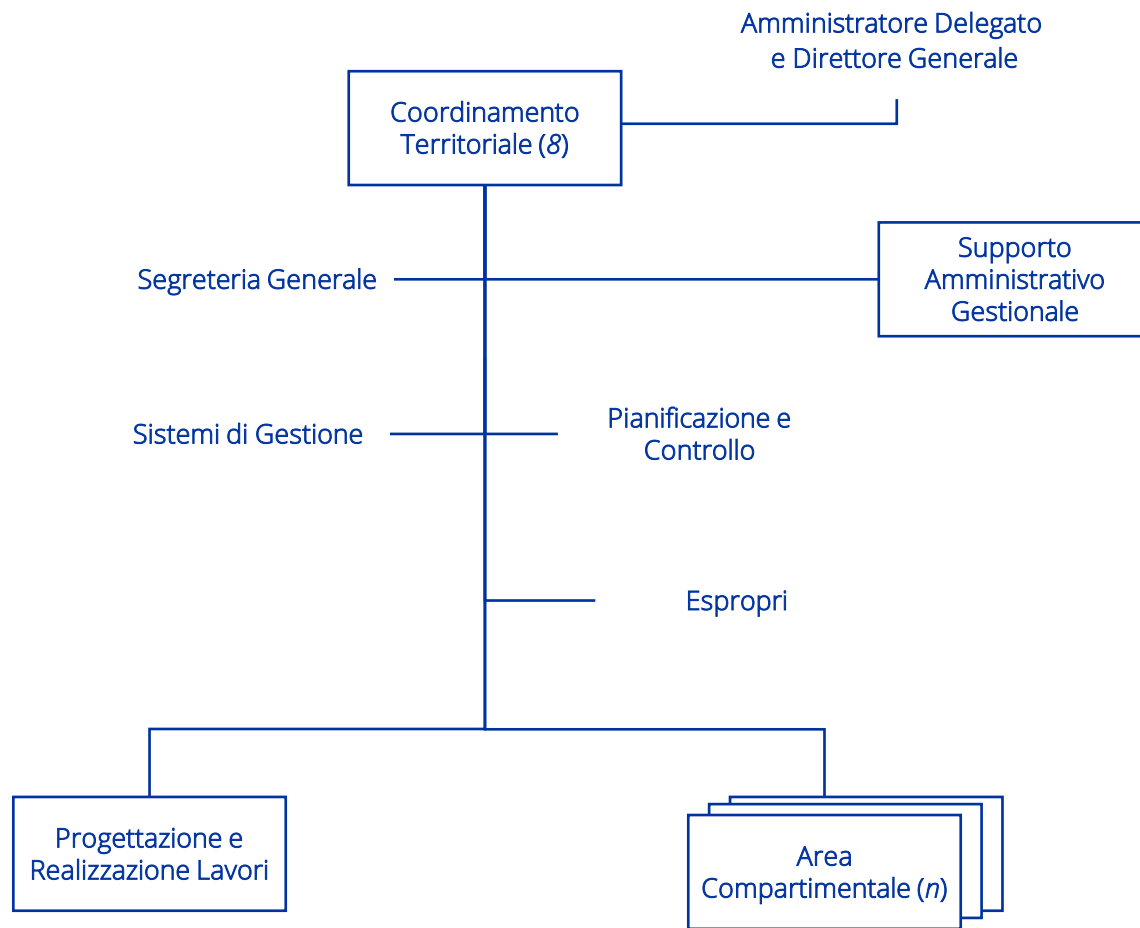 Amministratore Delegato
e Direttore Generale
Coordinamento
Territoriale (8)
Segreteria Generale
Supporto
Amministrativo
Gestionale
Sistemi di Gestione
Pianificazione e
Controllo
Espropri
Progettazione e
Realizzazione Lavori
Area
Compartimentale (n)